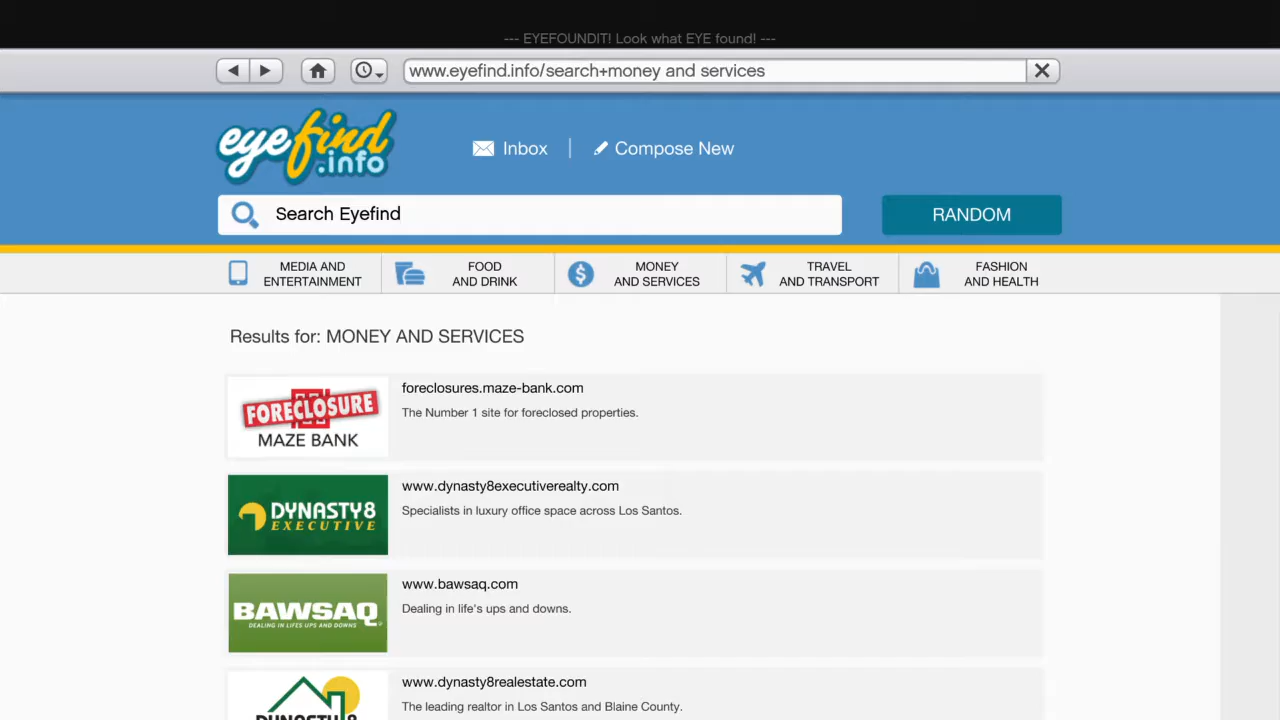 --- EYEFOUNDIT! Look what EYE found! ---
www.eyefind.info/search+money and services
eyefind
.info
Inbox
Compose New
Search Eyefind
RANDOM
MEDIA AND
ENTERTAINMENT
FOOD
AND DRINK
MONEY
AND SERVICES
TRAVEL
AND TRANSPORT
FASHION
AND HEALTH
Results for: MONEY AND SERVICES
FORECLOSURE
MAZE BANK
foreclosures.maze-bank.com
The Number 1 site for foreclosed properties.
DYNASTY8
EXECUTIVE
www.dynasty8executiverealty.com
Specialists in luxury office space across Los Santos.
BAWSAQ
DEALING IN LIFES UPS AND DOWNS
www.bawsaq.com
Dealing in life's ups and downs.
DYNASTY 8
www.dynasty8realestate.com
The leading realtor in Los Santos and Blaine County.